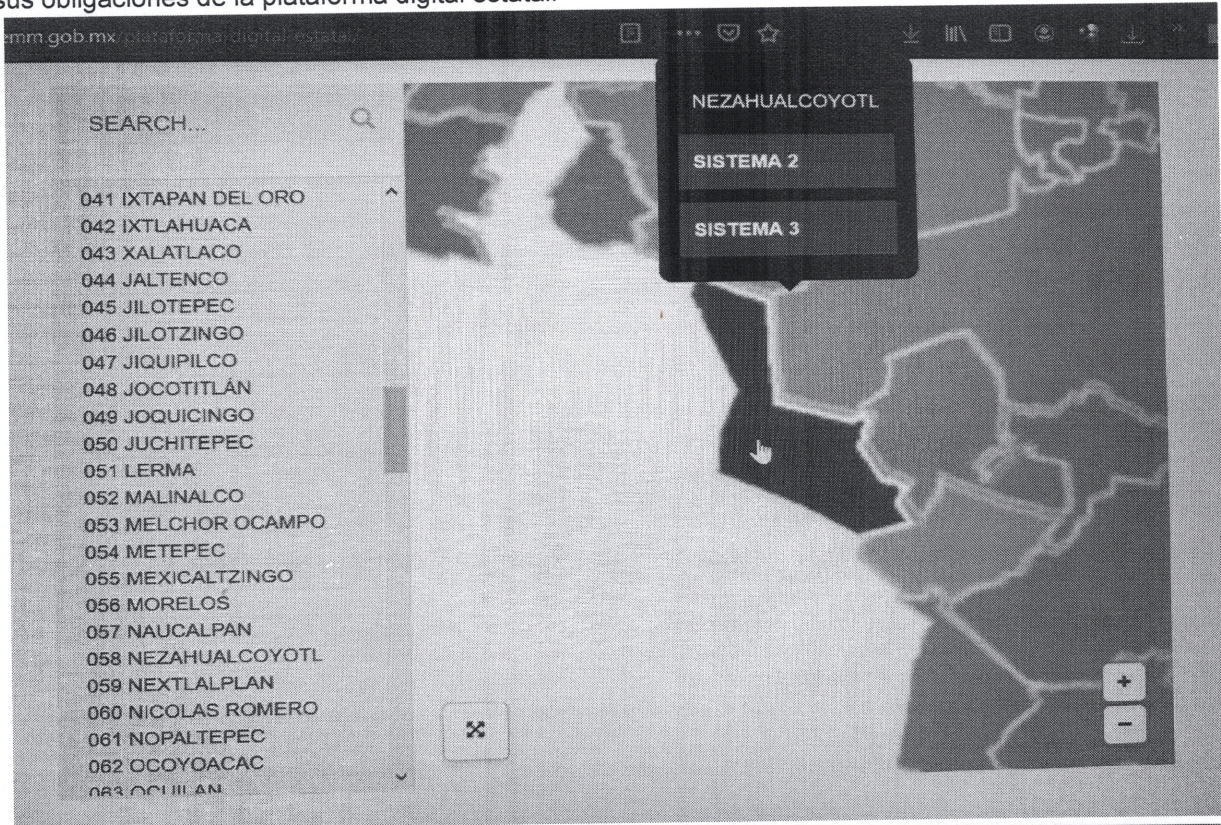 sus obligaciones de la plataforma digital estatal.
emm.gob.mx/plataforma-digital-estatal/
SEARCH...
041 IXTAPAN DEL ORO
042 IXTLAHUACA
043 XALATLACO
044 JALTENCO
045 JILOTEPEC
046 JILOTZINGO
047 JIQUIPILCO
048 JOCOTITLÁN
049 JOQUICINGO
050 JUCHITEPEC
051 LERMA
052 MALINALCO
053 MELCHOR OCAMPO
054 METEPEC
055 MEXICALTZINGO
056 MORELOS
057 NAUCALPAN
058 NEZAHUALCOYOTL
059 NEXTLALPLAN
060 NICOLAS ROMERO
061 NOPALTEPEC
062 OCOYOACAC
063 OCUILAN
NEZAHUALCOYOTL
SISTEMA 2
SISTEMA 3
+
−